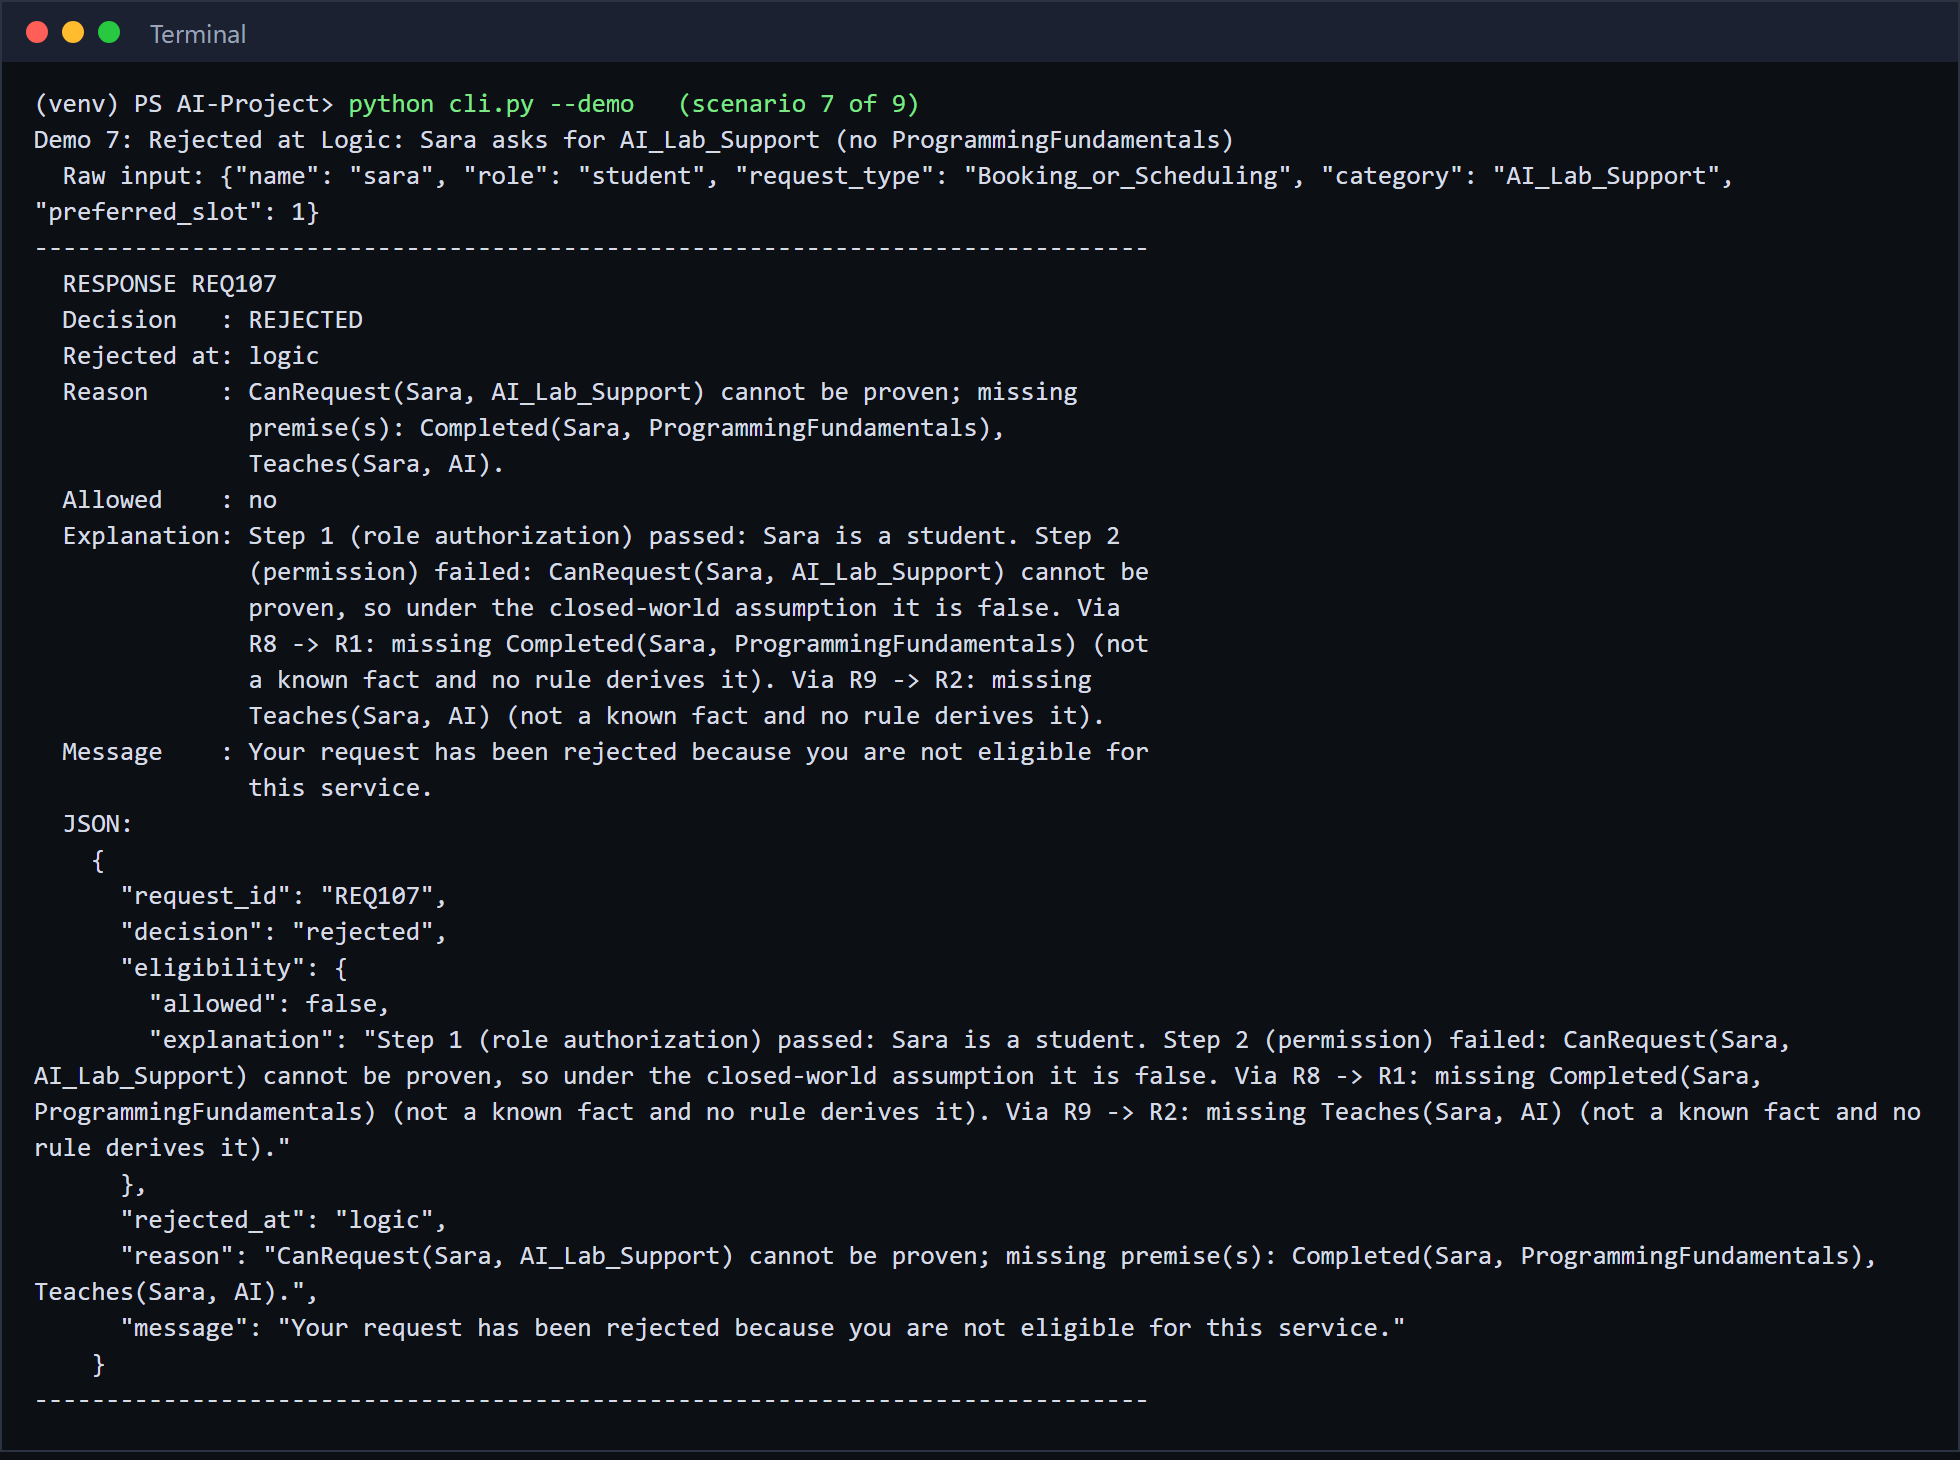 Terminal
(venv) PS AI-Project> python cli.py --demo   (scenario 7 of 9)
Demo 7: Rejected at Logic: Sara asks for AI_Lab_Support (no ProgrammingFundamentals)
  Raw input: {"name": "sara", "role": "student", "request_type": "Booking_or_Scheduling", "category": "AI_Lab_Support",
"preferred_slot": 1}
------------------------------------------------------------------------------
  RESPONSE REQ107
  Decision   : REJECTED
  Rejected at: logic
  Reason     : CanRequest(Sara, AI_Lab_Support) cannot be proven; missing
               premise(s): Completed(Sara, ProgrammingFundamentals),
               Teaches(Sara, AI).
  Allowed    : no
  Explanation: Step 1 (role authorization) passed: Sara is a student. Step 2
               (permission) failed: CanRequest(Sara, AI_Lab_Support) cannot be
               proven, so under the closed-world assumption it is false. Via
               R8 -> R1: missing Completed(Sara, ProgrammingFundamentals) (not
               a known fact and no rule derives it). Via R9 -> R2: missing
               Teaches(Sara, AI) (not a known fact and no rule derives it).
  Message    : Your request has been rejected because you are not eligible for
               this service.
  JSON:
    {
      "request_id": "REQ107",
      "decision": "rejected",
      "eligibility": {
        "allowed": false,
        "explanation": "Step 1 (role authorization) passed: Sara is a student. Step 2 (permission) failed: CanRequest(Sara,
AI_Lab_Support) cannot be proven, so under the closed-world assumption it is false. Via R8 -> R1: missing Completed(Sara,
ProgrammingFundamentals) (not a known fact and no rule derives it). Via R9 -> R2: missing Teaches(Sara, AI) (not a known fact and no
rule derives it)."
      },
      "rejected_at": "logic",
      "reason": "CanRequest(Sara, AI_Lab_Support) cannot be proven; missing premise(s): Completed(Sara, ProgrammingFundamentals),
Teaches(Sara, AI).",
      "message": "Your request has been rejected because you are not eligible for this service."
    }
------------------------------------------------------------------------------